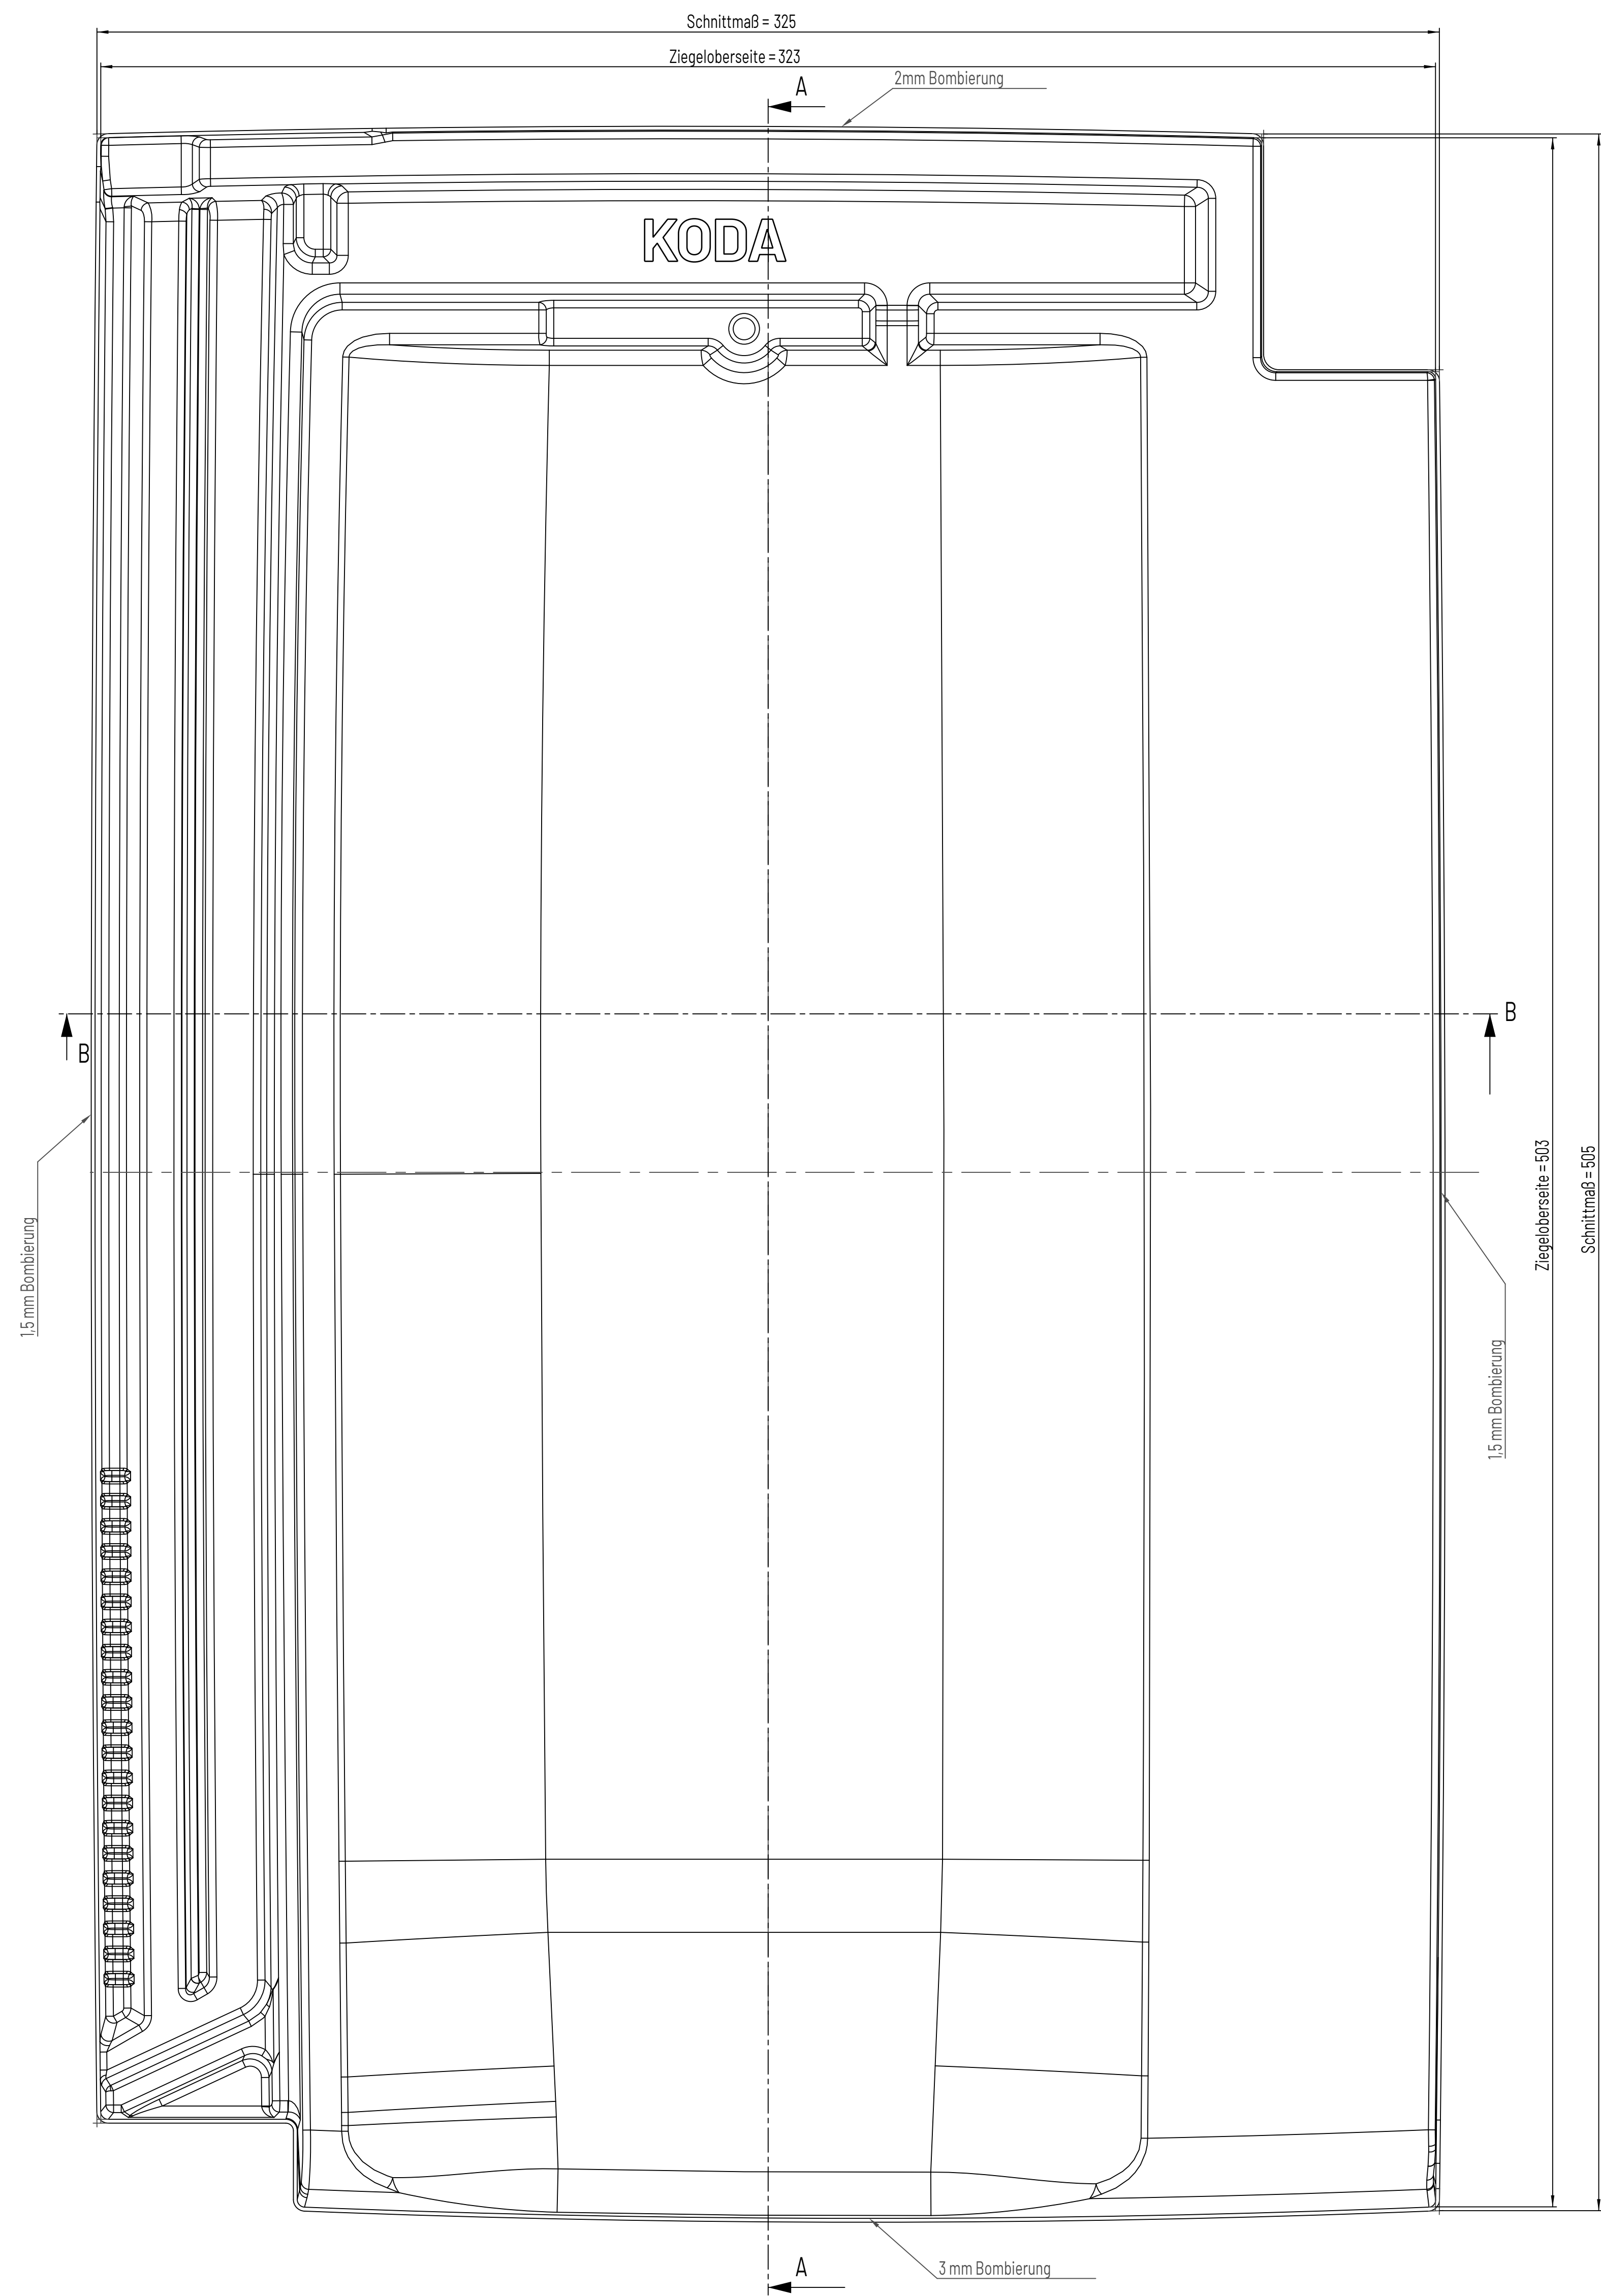 Schnittmaß = 325
Ziegeloberseite = 323
A
2mm Bombierung
KODA
B
B
1,5 mm Bombierung
Ziegeloberseite = 503
Schnittmaß = 505
1,5 mm Bombierung
A
3 mm Bombierung